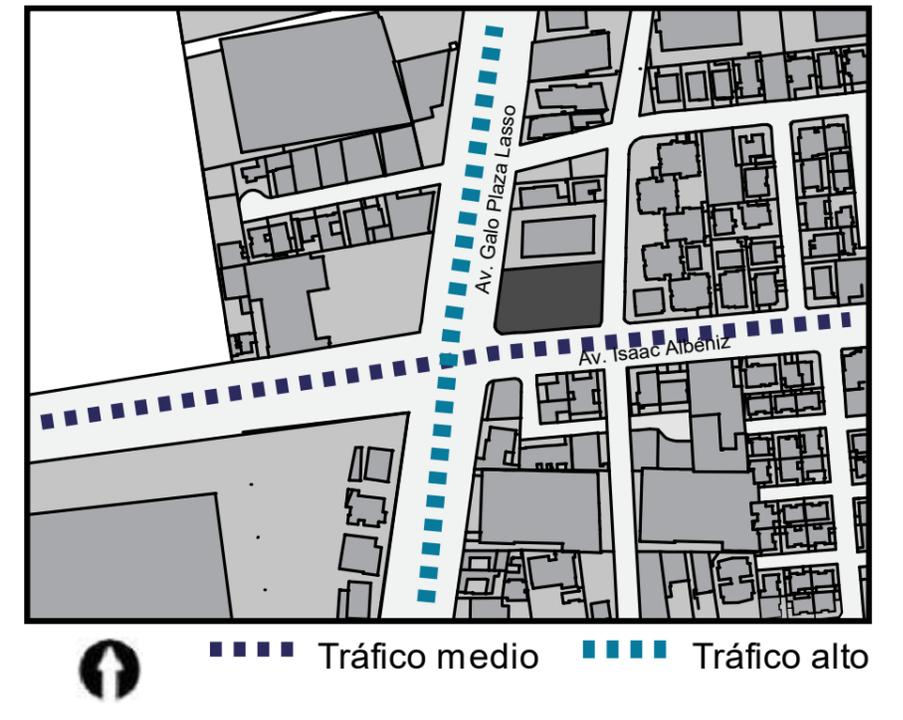 Av. Galo Plaza Lasso
Av. Isaac Albéniz
Tráfico medio
Tráfico alto